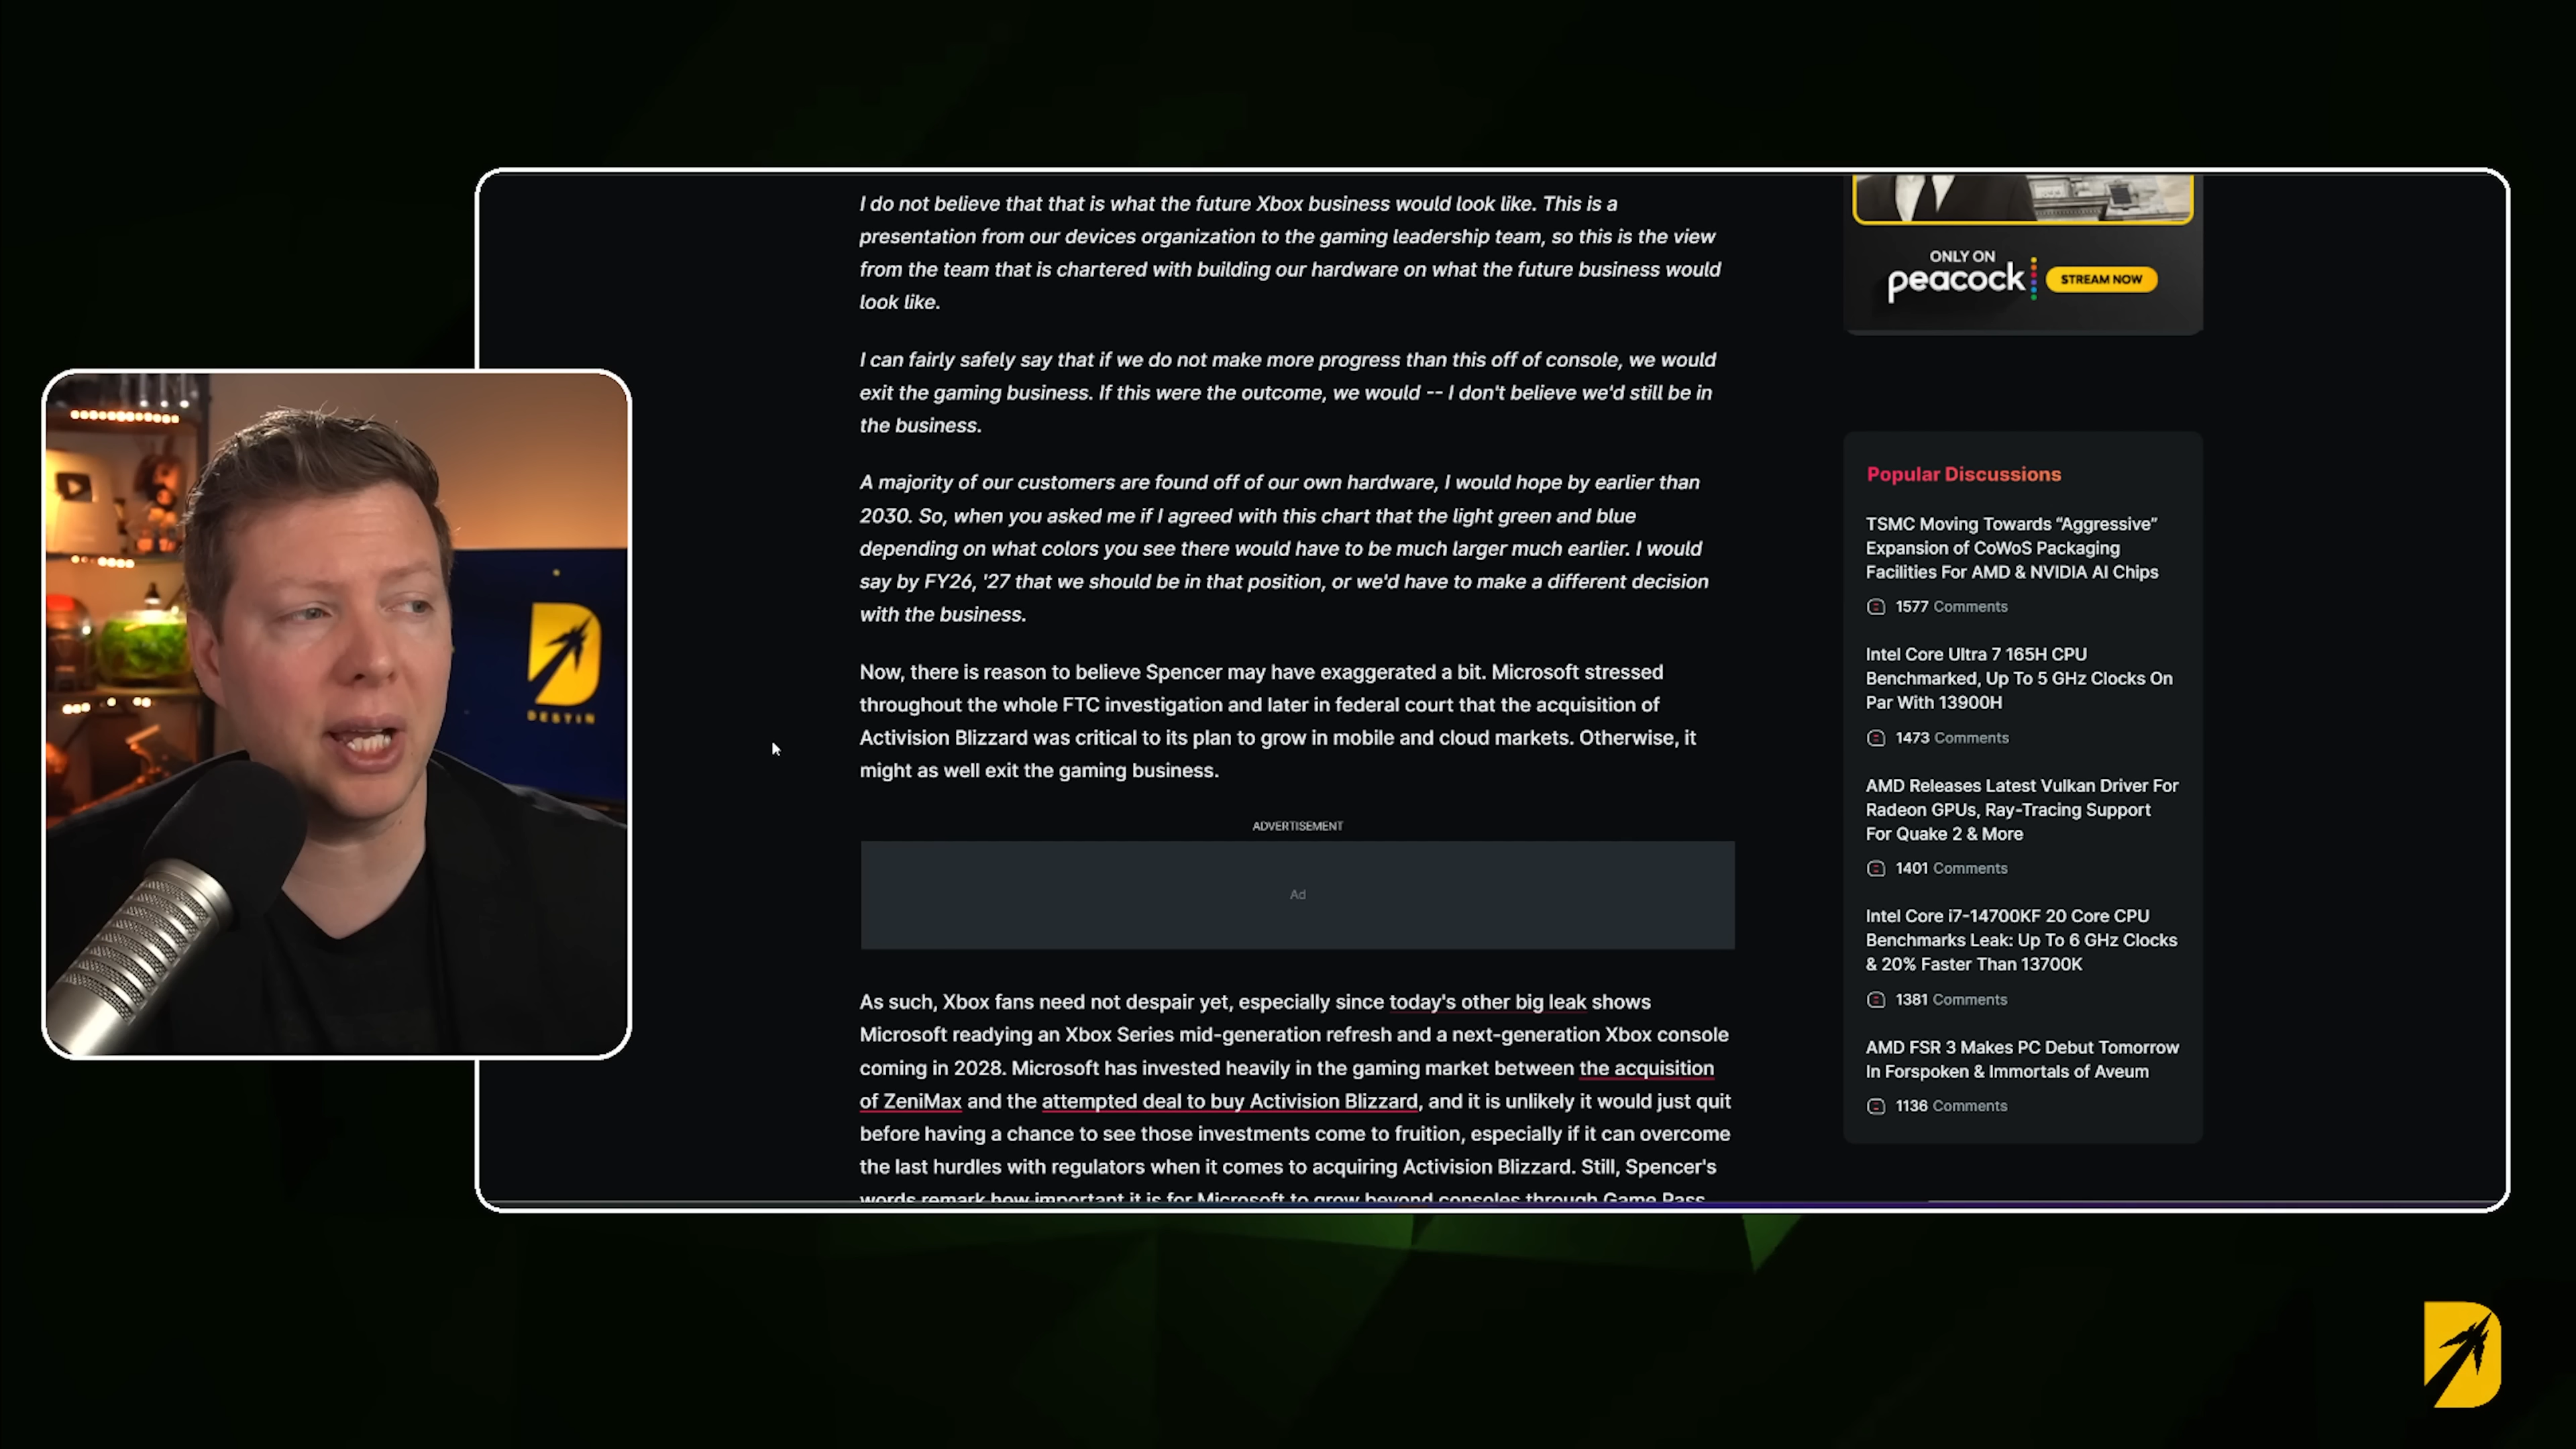 I do not believe that that is what the future Xbox business would look like. This is a
presentation from our devices organization to the gaming leadership team, so this is the view
from the team that is chartered with building our hardware on what the future business would
look like.
I can fairly safely say that if we do not make more progress than this off of console, we would
exit the gaming business. If this were the outcome, we would -- I don't believe we'd still be in
the business.
A majority of our customers are found off of our own hardware, I would hope by earlier than
2030. So, when you asked me if I agreed with this chart that the light green and blue
depending on what colors you see there would have to be much larger much earlier. I would
say by FY26, '27 that we should be in that position, or we'd have to make a different decision
with the business.
Now, there is reason to believe Spencer may have exaggerated a bit. Microsoft stressed
throughout the whole FTC investigation and later in federal court that the acquisition of
Activision Blizzard was critical to its plan to grow in mobile and cloud markets. Otherwise, it
might as well exit the gaming business.
ADVERTISEMENT
Ad
As such, Xbox fans need not despair yet, especially since today's other big leak shows
Microsoft readying an Xbox Series mid-generation refresh and a next-generation Xbox console
coming in 2028. Microsoft has invested heavily in the gaming market between the acquisition
of ZeniMax and the attempted deal to buy Activision Blizzard, and it is unlikely it would just quit
before having a chance to see those investments come to fruition, especially if it can overcome
the last hurdles with regulators when it comes to acquiring Activision Blizzard. Still, Spencer's
words remark how important it is for Microsoft to grow beyond consoles through Game Pass
ONLY ON
peacock
STREAM NOW
Popular Discussions
TSMC Moving Towards “Aggressive”
Expansion of CoWoS Packaging
Facilities For AMD & NVIDIA AI Chips
1577 Comments
Intel Core Ultra 7 165H CPU
Benchmarked, Up To 5 GHz Clocks On
Par With 13900H
1473 Comments
AMD Releases Latest Vulkan Driver For
Radeon GPUs, Ray-Tracing Support
For Quake 2 & More
1401 Comments
Intel Core i7-14700KF 20 Core CPU
Benchmarks Leak: Up To 6 GHz Clocks
& 20% Faster Than 13700K
1381 Comments
AMD FSR 3 Makes PC Debut Tomorrow
In Forspoken & Immortals of Aveum
1136 Comments
D
DESTIN
D